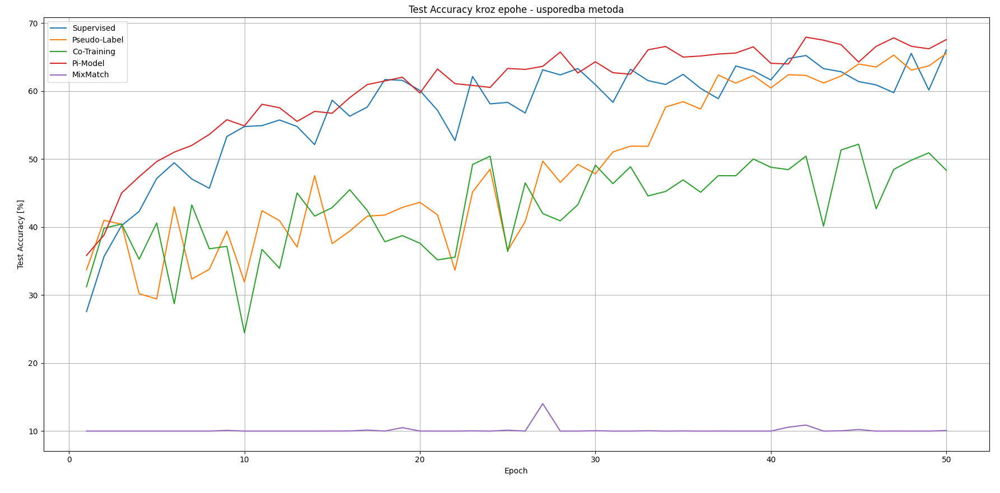 Test Accuracy kroz epohe - usporedba metoda
Supervised
Pseudo-Label
Co-Training
Pi-Model
MixMatch
Test Accuracy [%]
70
60
50
40
30
20
10
0
10
20
30
40
50
Epoch